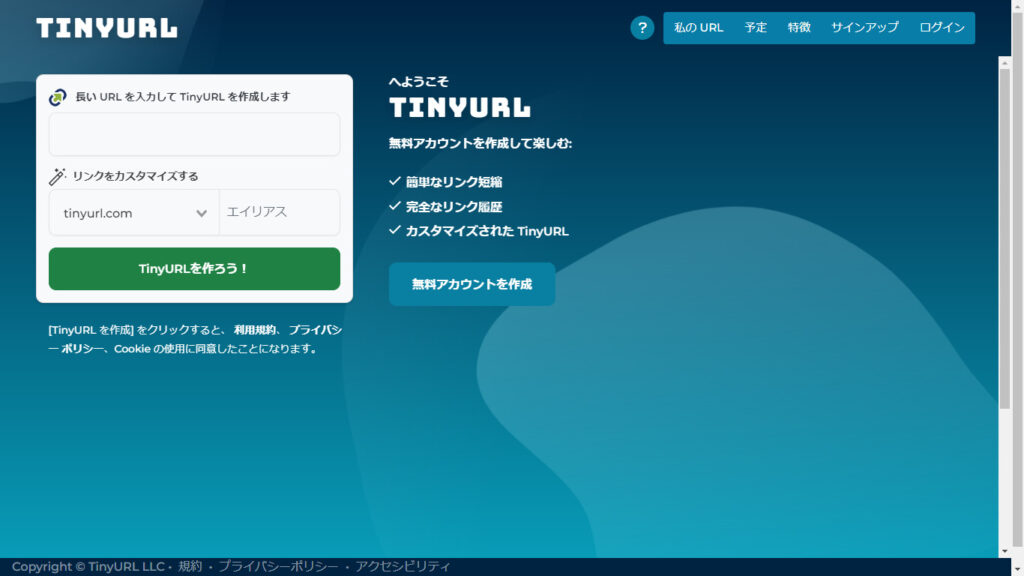 TINYURL
? 私の URL 予定 特徴 サインアップ ログイン
長い URL を入力して TinyURL を作成します
リンクをカスタマイズする
tinyurl.com エイリアス
TinyURLを作ろう！
[TinyURL を作成] をクリックすると、 利用規約、 プライバシ
ー ポリシー、Cookie の使用に同意したことになります。
へようこそ
TINYURL
無料アカウントを作成して楽しむ:
簡単なリンク短縮
完全なリンク履歴
カスタマイズされた TinyURL
無料アカウントを作成
Copyright © TinyURL LLC · 規約 · プライバシーポリシー · アクセシビリティ